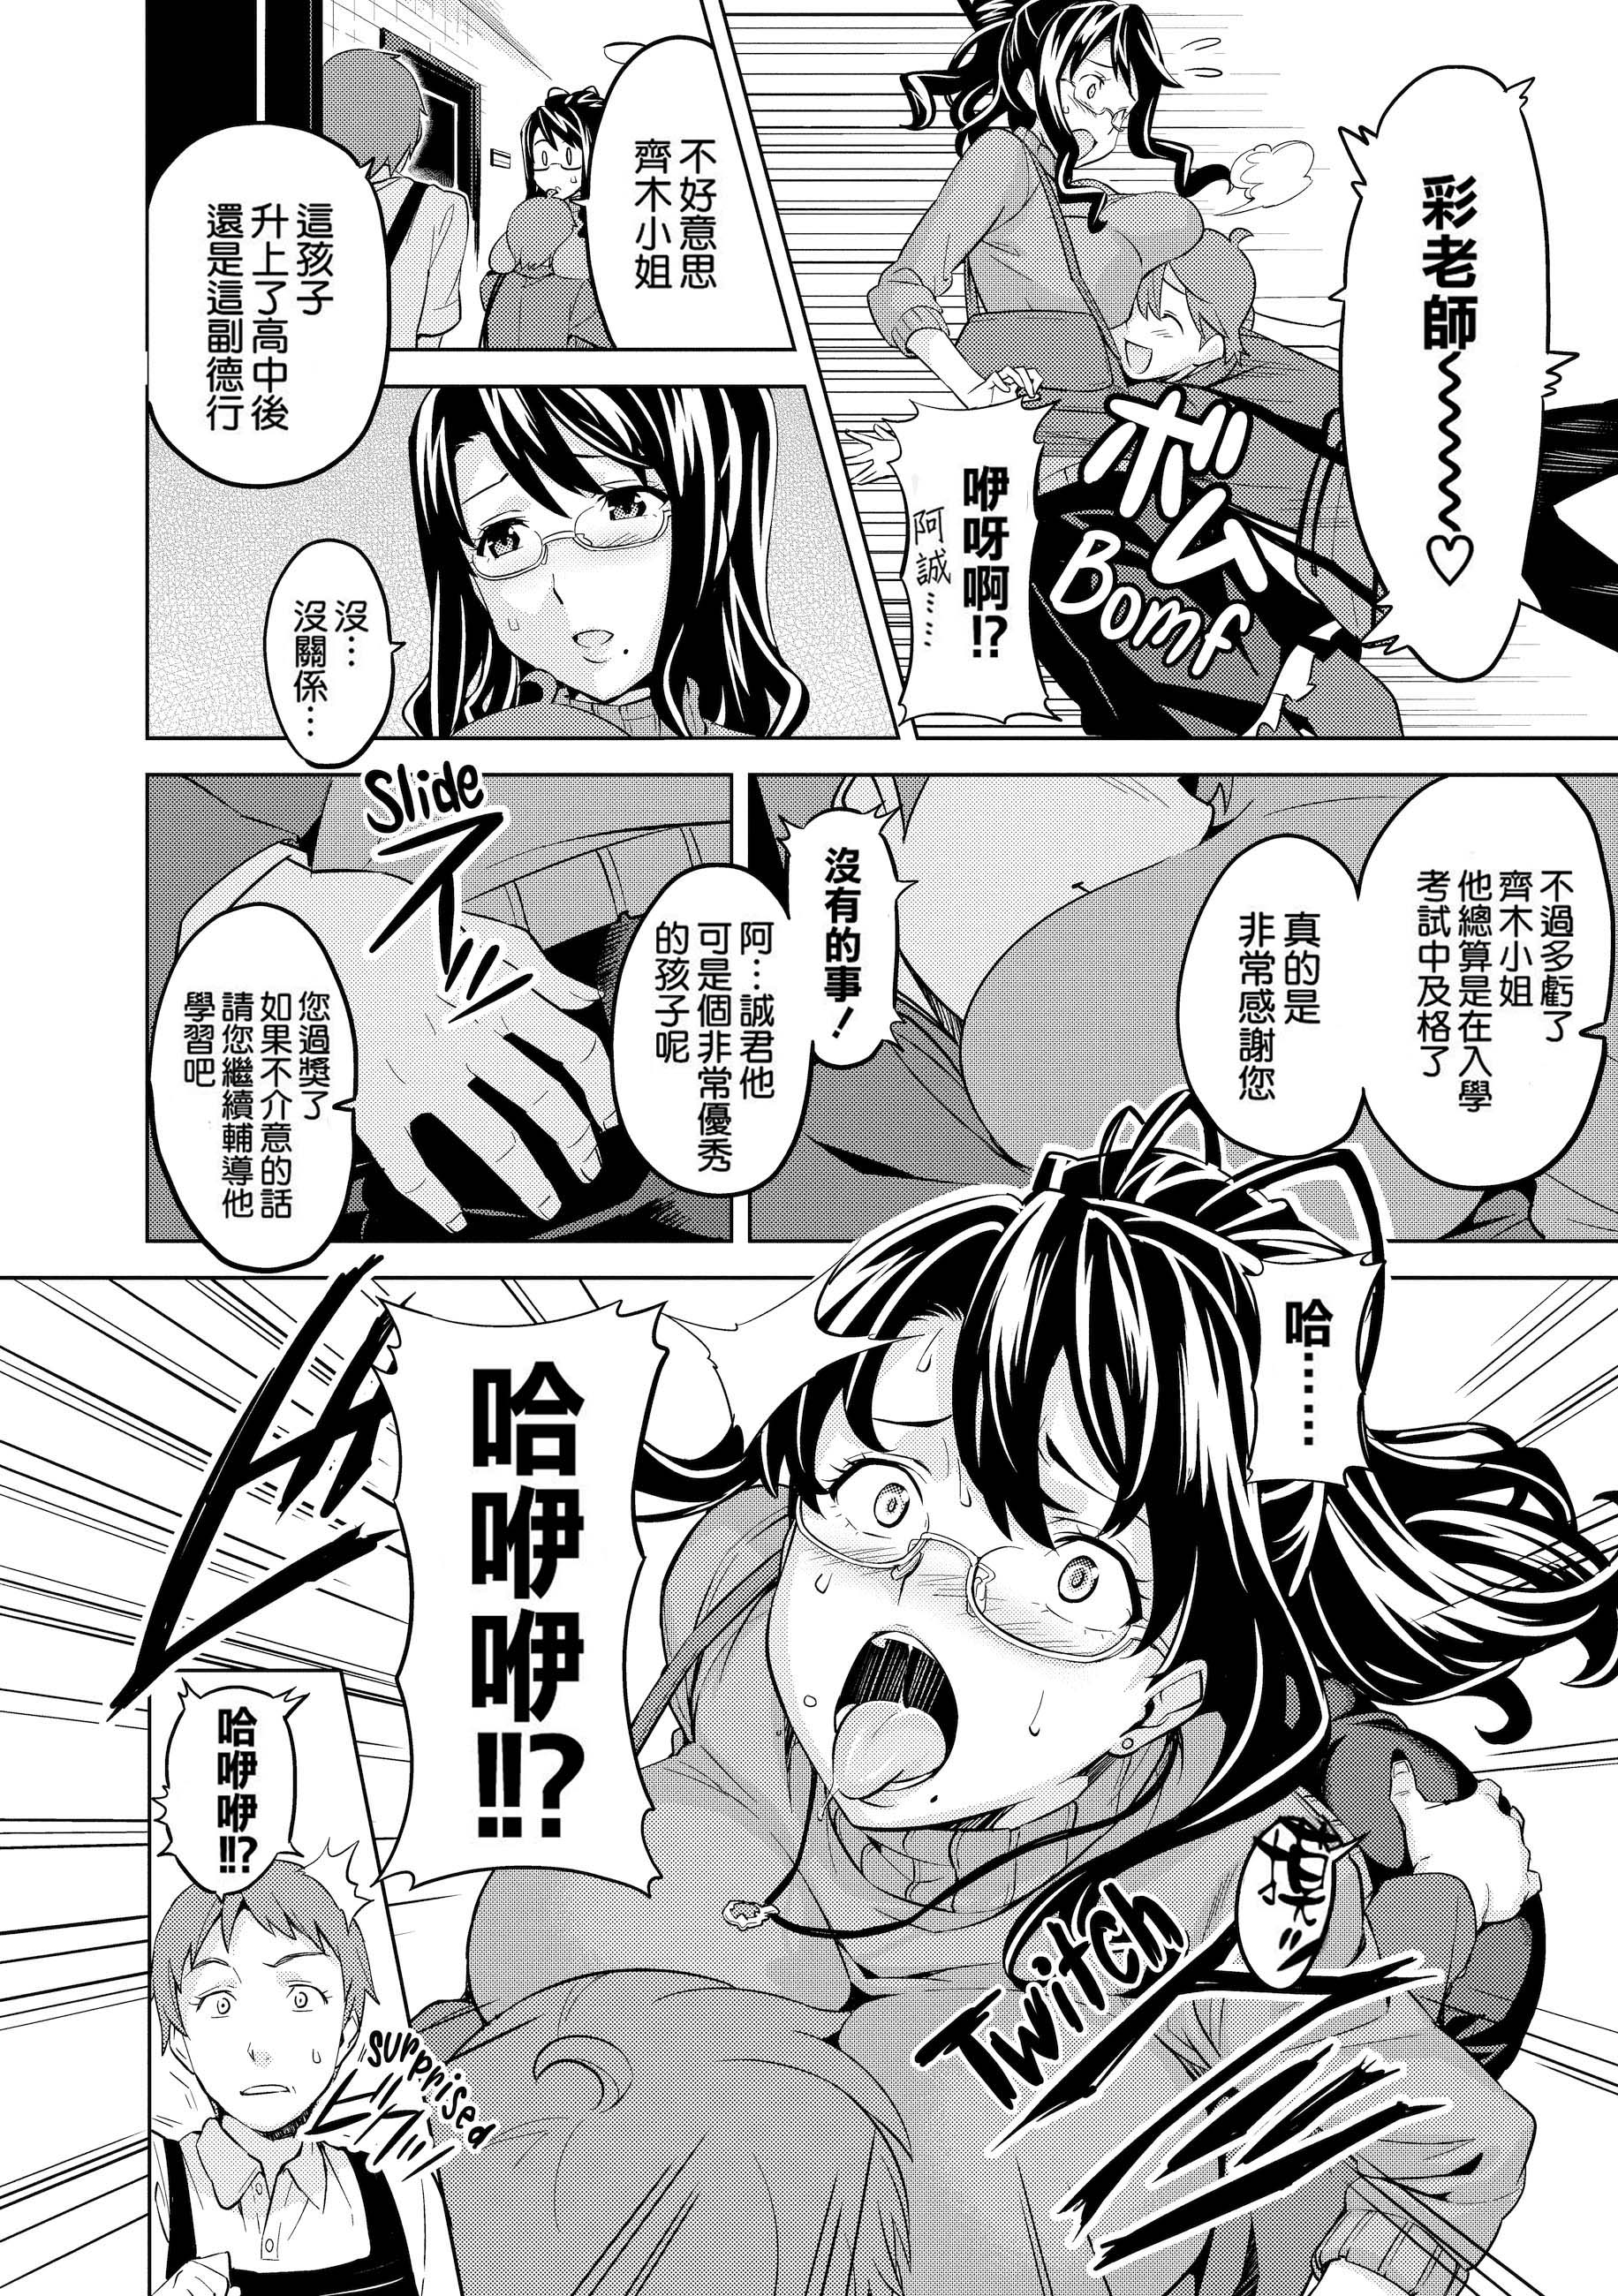 彩老師~~~♡
咿呀啊!?
阿誠……
ボム
Bomf
不好意思
齊木小姐
這孩子
升上了高中後
還是這副德行
沒…
沒關係…
不過多虧了
齊木小姐
他總算是在入學
考試中及格了
真的是
非常感謝您
沒有的事！
阿…誠君他
可是個非常優秀
的孩子呢
Slide
スル
您過獎了
如果不介意的話
請您繼續輔導他
學習吧
哈……
哈咿咿!!?
Twitch
哈咿咿!!?
surprised
ビクッ